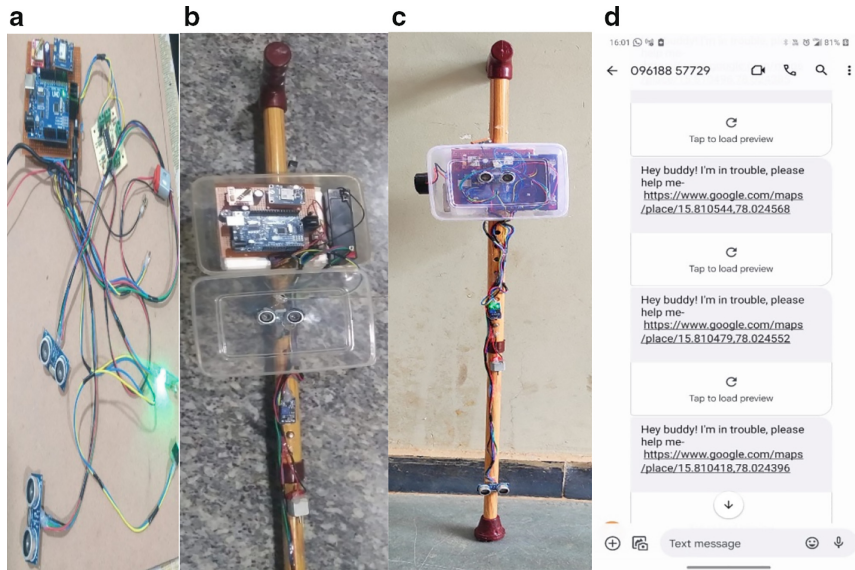 a
b
c
d
16:01
81%
096188 57729
Tap to load preview
Hey buddy! I'm in trouble, please
help me-
https://www.google.com/maps
/place/15.810544,78.024568
Tap to load preview
Hey buddy! I'm in trouble, please
help me-
https://www.google.com/maps
/place/15.810479,78.024552
Tap to load preview
Hey buddy! I'm in trouble, please
help me-
https://www.google.com/maps
/place/15.810418,78.024396
Text message